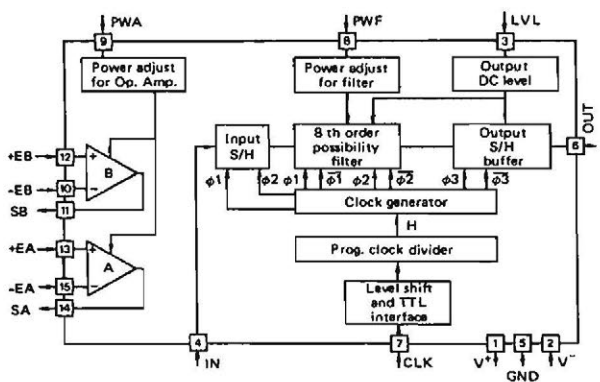 PWA
PWF
LVL
9
8
3
Power adjust
for Op. Amp.
Power adjust
for filter
Output
DC level
+EB
12
+
B
-EB
10
−
SB
11
Input
S/H
8 th order
possibility
filter
Output
S/H
buffer
6
OUT
ϕ1
ϕ2
ϕ1
ϕ1̅
ϕ2
ϕ2̅
ϕ3
ϕ3̅
Clock generator
H
Prog. clock divider
Level shift
and TTL
interface
+EA
13
+
A
-EA
15
−
SA
14
4
7
1
5
2
IN
CLK
V+
GND
V-